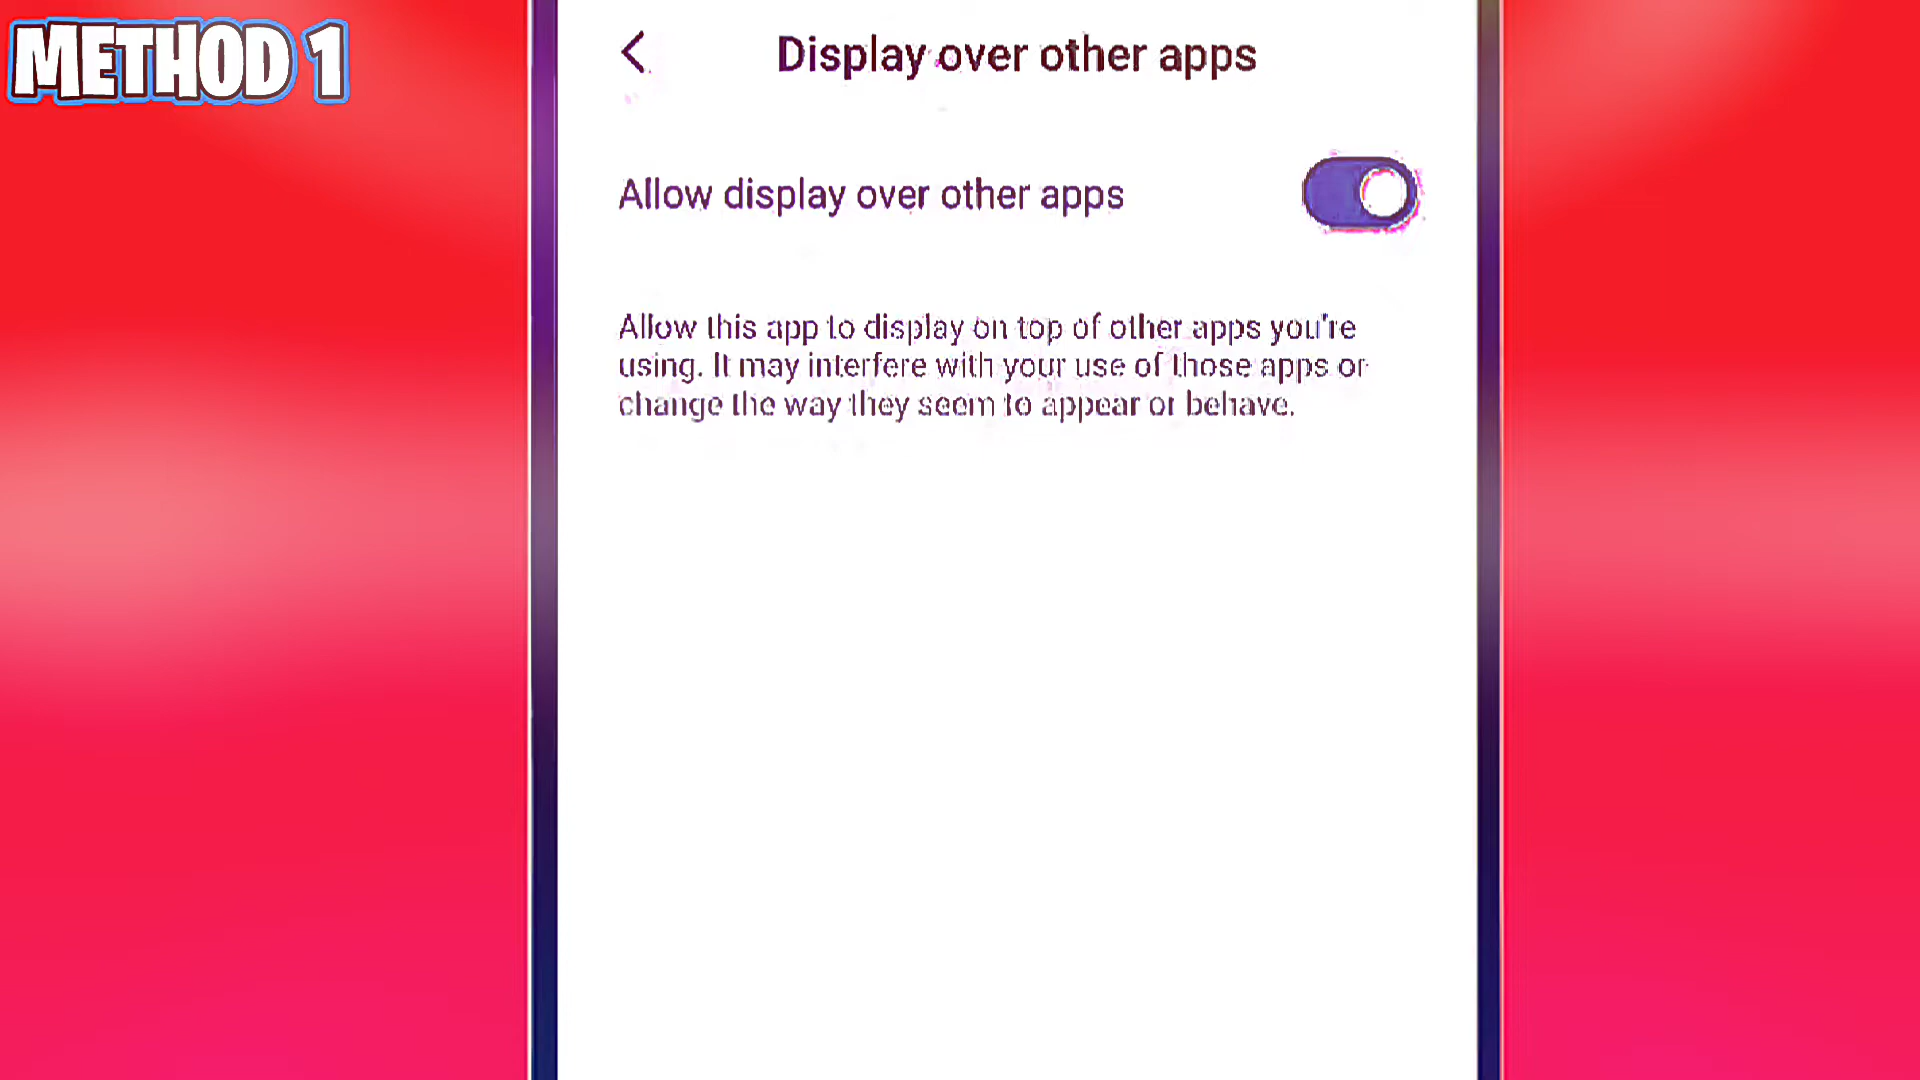 METHOD 1
Display over other apps
Allow display over other apps
Allow this app to display on top of other apps you're
using. It may interfere with your use of those apps or
change the way they seem to appear or behave.